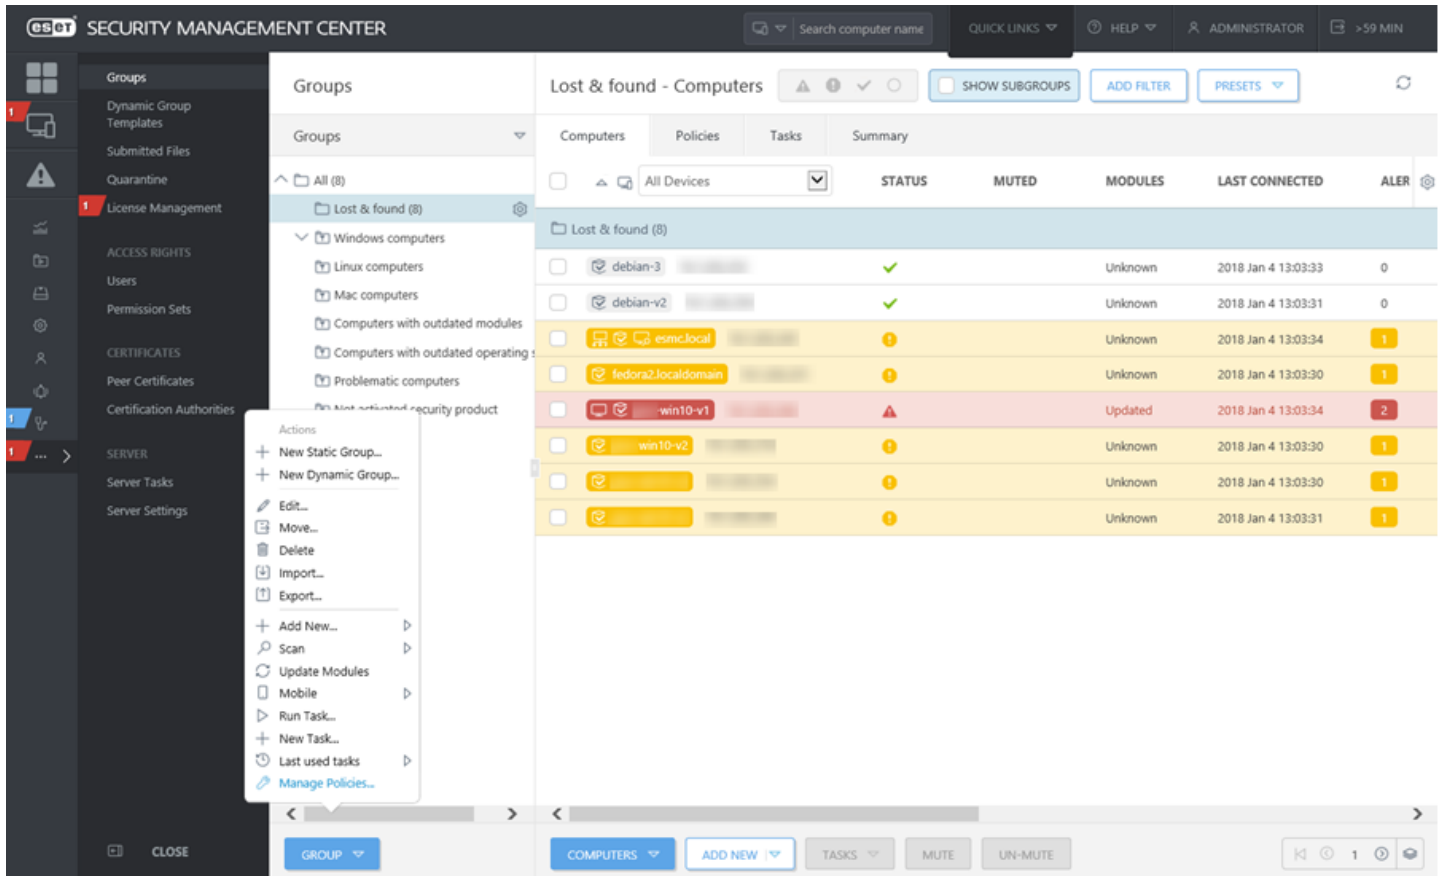 eset SECURITY MANAGEMENT CENTER
Search computer name
QUICK LINKS
HELP
ADMINISTRATOR
>59 MIN
1
1
1
1
...
Groups
Dynamic Group
Templates
Submitted Files
Quarantine
License Management
ACCESS RIGHTS
Users
Permission Sets
CERTIFICATES
Peer Certificates
Certification Authorities
SERVER
Server Tasks
Server Settings
CLOSE
Groups
Groups
All (8)
Lost & found (8)
Windows computers
Linux computers
Mac computers
Computers with outdated modules
Computers with outdated operating s
Problematic computers
Not activated security product
Actions
New Static Group...
New Dynamic Group...
Edit...
Move...
Delete
Import...
Export...
Add New...
Scan
Update Modules
Mobile
Run Task...
New Task...
Last used tasks
Manage Policies...
GROUP
Lost & found - Computers
SHOW SUBGROUPS
ADD FILTER
PRESETS
Computers Policies Tasks Summary
All Devices STATUS MUTED MODULES LAST CONNECTED ALER
Lost & found (8)
debian-3 Unknown 2018 Jan 4 13:03:33 0
debian-v2 Unknown 2018 Jan 4 13:03:31 0
esmc.local Unknown 2018 Jan 4 13:03:34 1
fedora2.localdomain Unknown 2018 Jan 4 13:03:30 1
-win10-v1 Updated 2018 Jan 4 13:03:34 2
win10-v2 Unknown 2018 Jan 4 13:03:30 1
Unknown 2018 Jan 4 13:03:30 1
Unknown 2018 Jan 4 13:03:31 1
COMPUTERS ADD NEW TASKS MUTE UN-MUTE 1